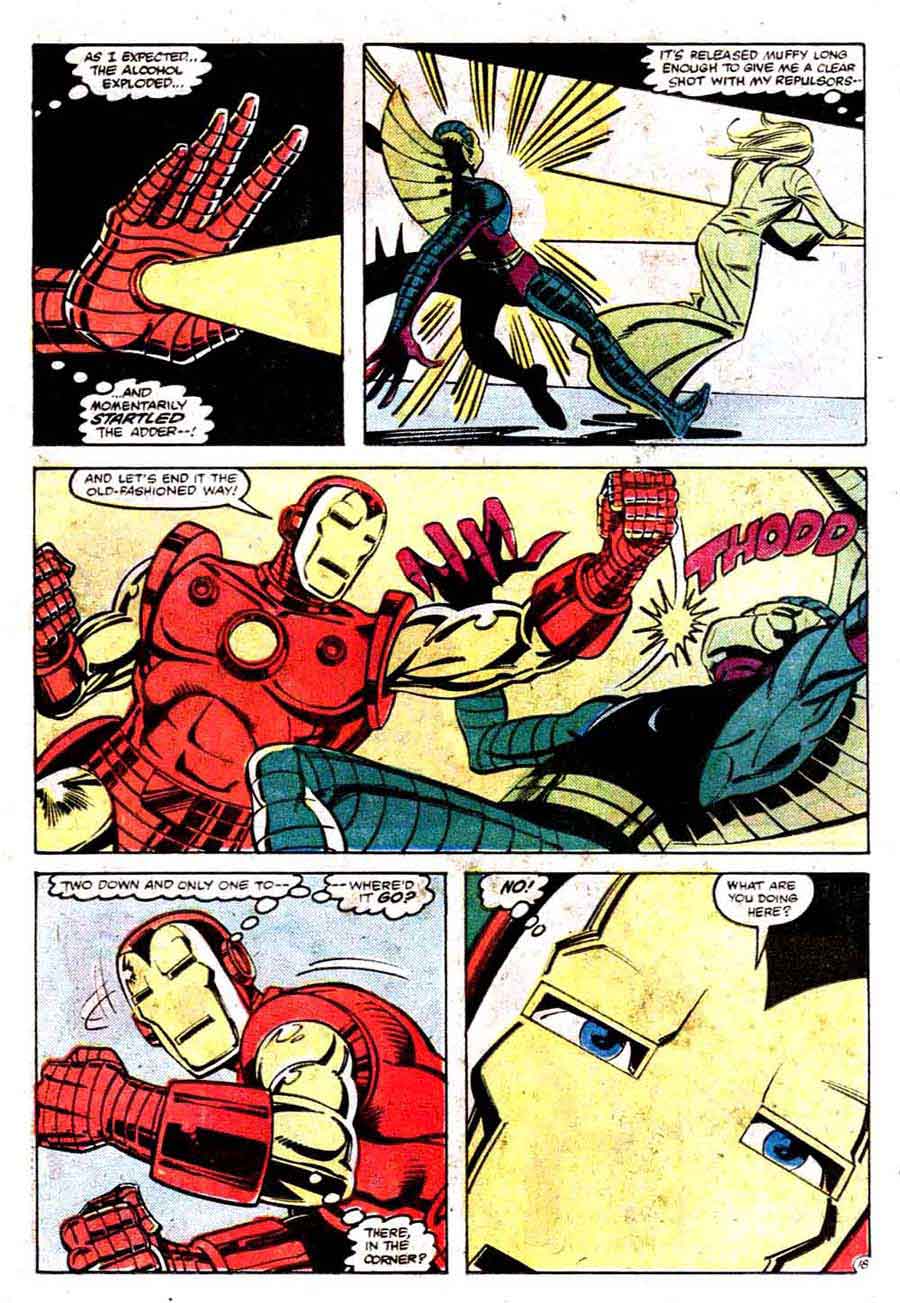 AS I EXPECTED...
THE ALCOHOL
EXPLODED...
...AND
MOMENTARILY
STARTLED
THE ADDER--!
IT'S RELEASED MUFFY LONG
ENOUGH TO GIVE ME A CLEAR
SHOT WITH MY REPULSORS--
AND LET'S END IT THE
OLD-FASHIONED WAY!
THODD
TWO DOWN AND ONLY ONE TO--
--WHERE'D
IT GO?
THERE,
IN THE
CORNER?
NO!
WHAT ARE
YOU DOING
HERE?
18